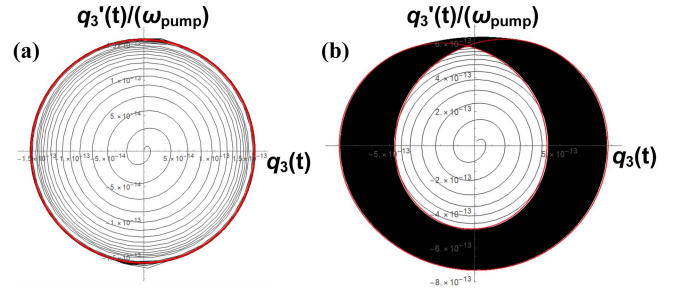 q₃'(t)/(ω_pump)
(a)
1.×10⁻¹³
5.×10⁻¹⁴
-1.5×10⁻¹³ -1.×10⁻¹³ -5.×10⁻¹⁴ 5.×10⁻¹⁴ 1.×10⁻¹³ 1.5×10⁻¹³
q₃(t)
-5.×10⁻¹⁴
-1.×10⁻¹³
q₃'(t)/(ω_pump)
(b)
6.×10⁻¹³
4.×10⁻¹³
2.×10⁻¹³
-5.×10⁻¹³ 5.×10⁻¹³
q₃(t)
-2.×10⁻¹³
-4.×10⁻¹³
-6.×10⁻¹³
-8.×10⁻¹³